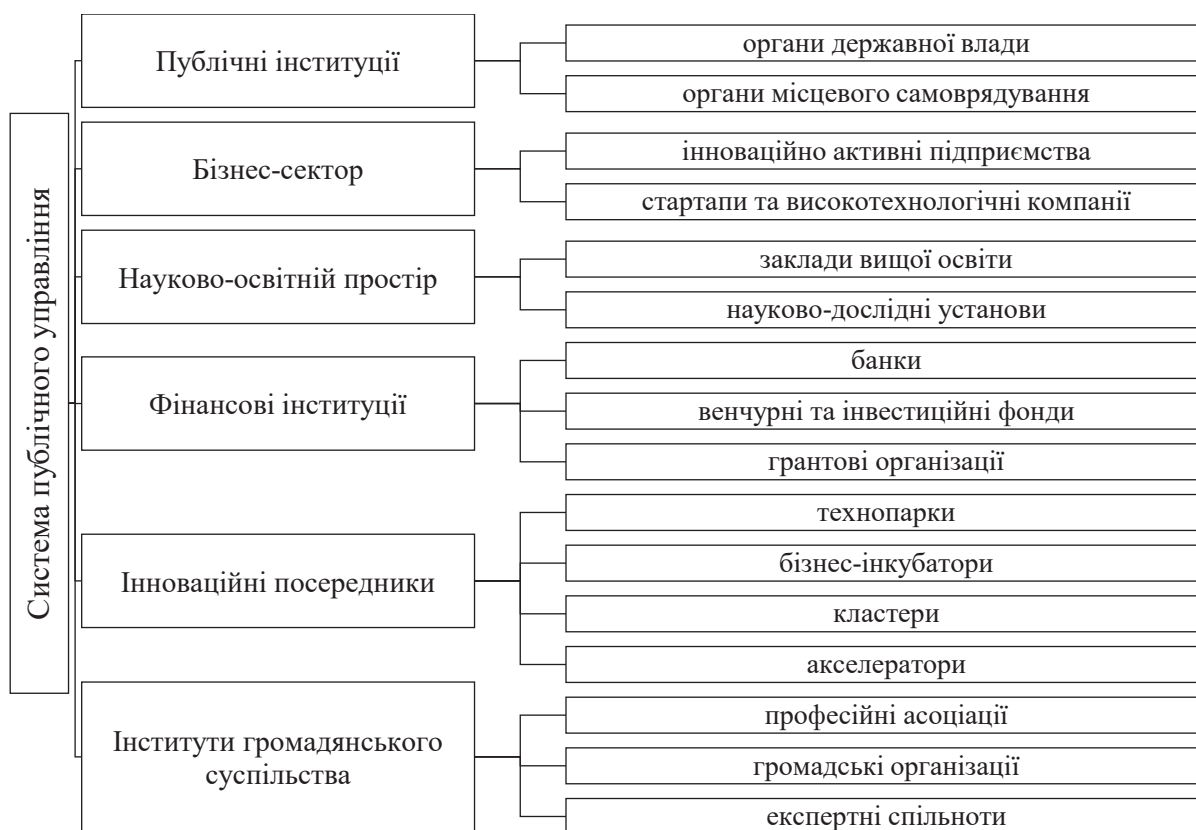 Система публічного управління
Публічні інституції
органи державної влади
органи місцевого самоврядування
Бізнес-сектор
інноваційно активні підприємства
стартапи та високотехнологічні компанії
Науково-освітній простір
заклади вищої освіти
науково-дослідні установи
Фінансові інституції
банки
венчурні та інвестиційні фонди
грантові організації
Інноваційні посередники
технопарки
бізнес-інкубатори
кластери
акселератори
Інститути громадянського
суспільства
професійні асоціації
громадські організації
експертні спільноти